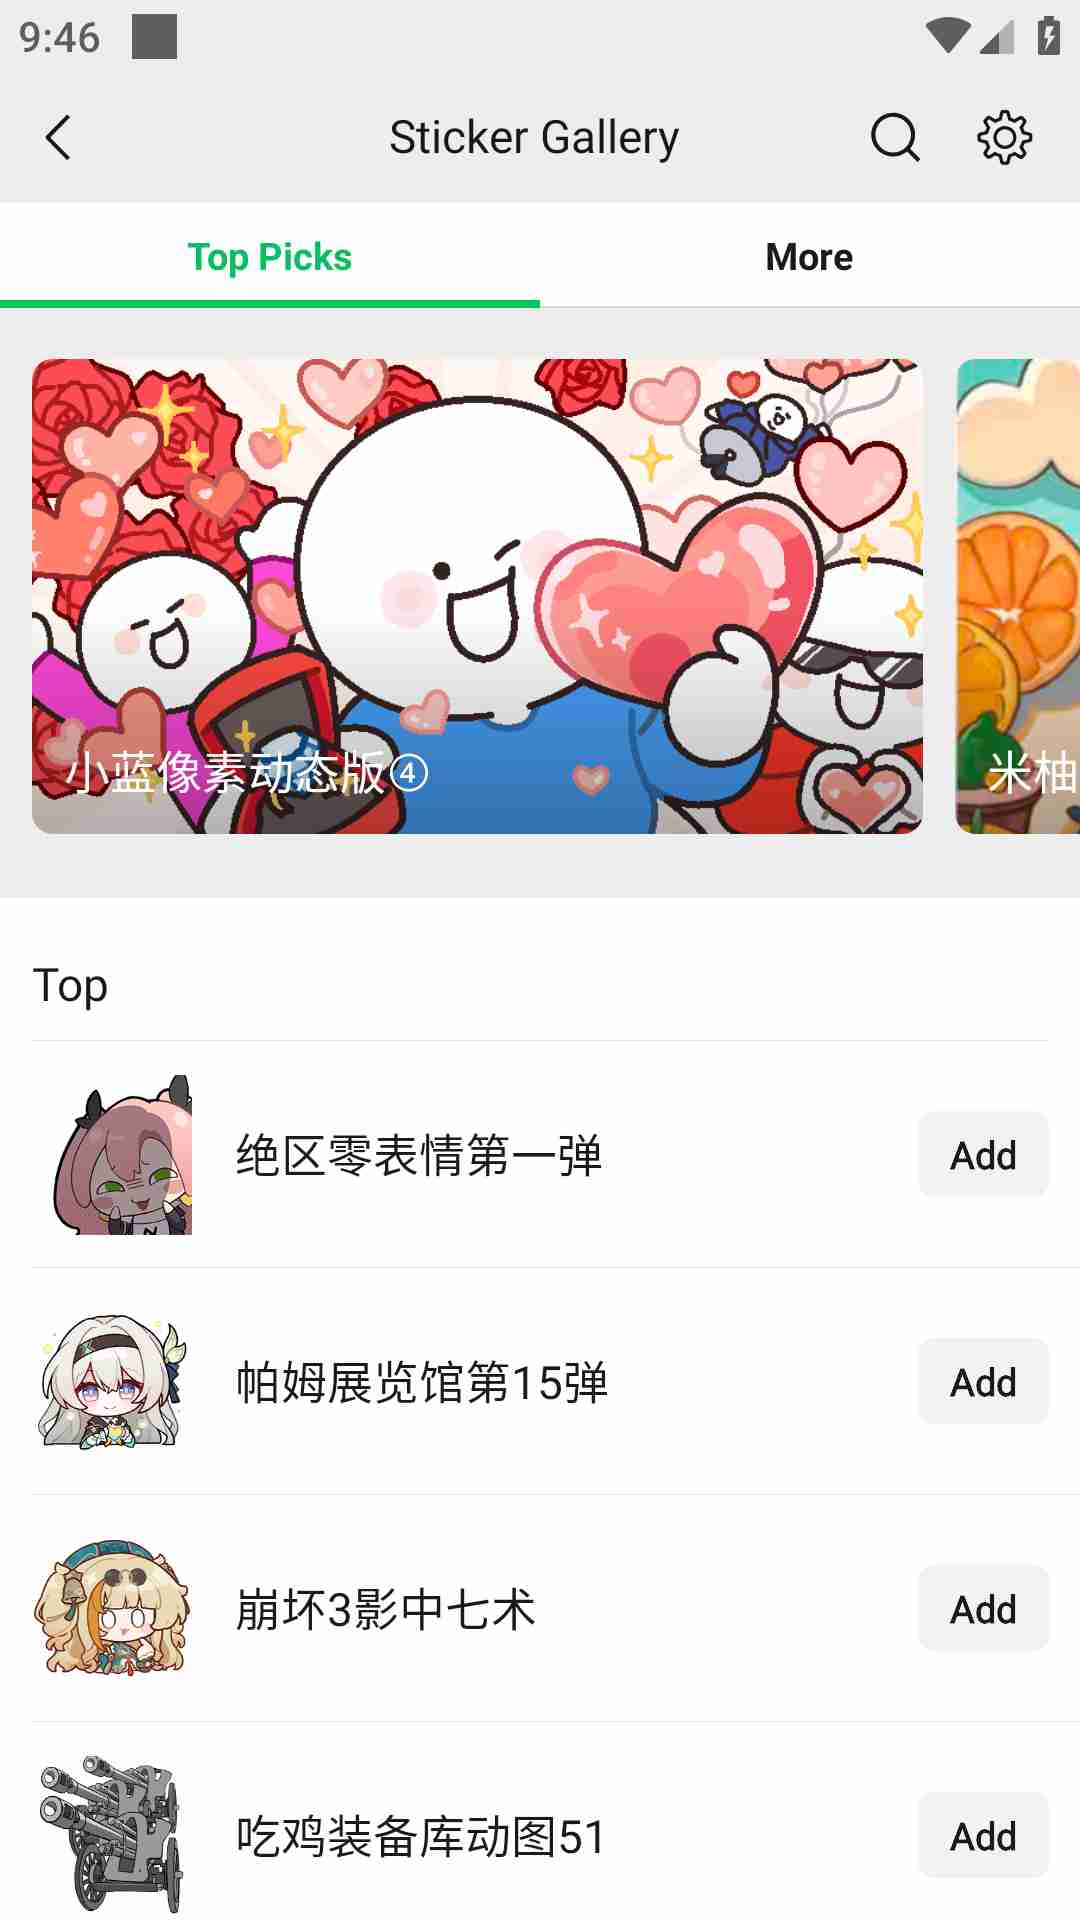 9:46
Sticker Gallery
Top Picks
More
小蓝像素动态版④
米柚
Top
绝区零表情第一弹
Add
帕姆展览馆第15弹
Add
崩坏3影中七术
Add
吃鸡装备库动图51
Add